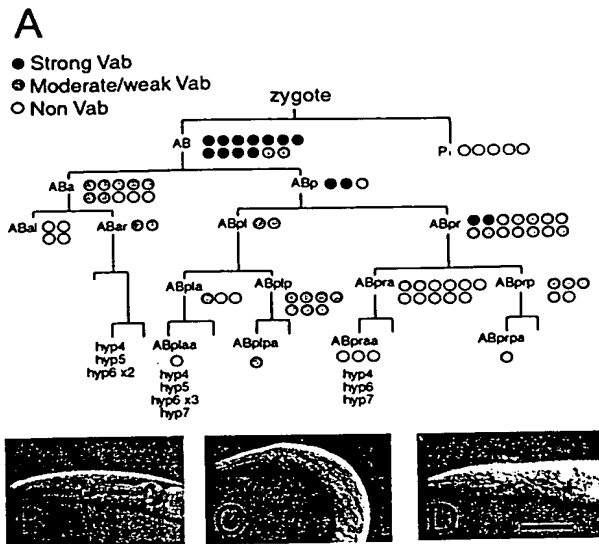 A
Strong Vab
Moderate/weak Vab
Non Vab
zygote
AB
P1
ABa
ABp
ABal
ABar
ABpl
ABpr
ABpla
ABplp
ABpra
ABprp
hyp4
hyp5
hyp6 x2
ABplaa
hyp4
hyp5
hyp6 x3
hyp7
ABplpa
ABpraa
hyp4
hyp6
hyp7
ABprpa
B
C
D